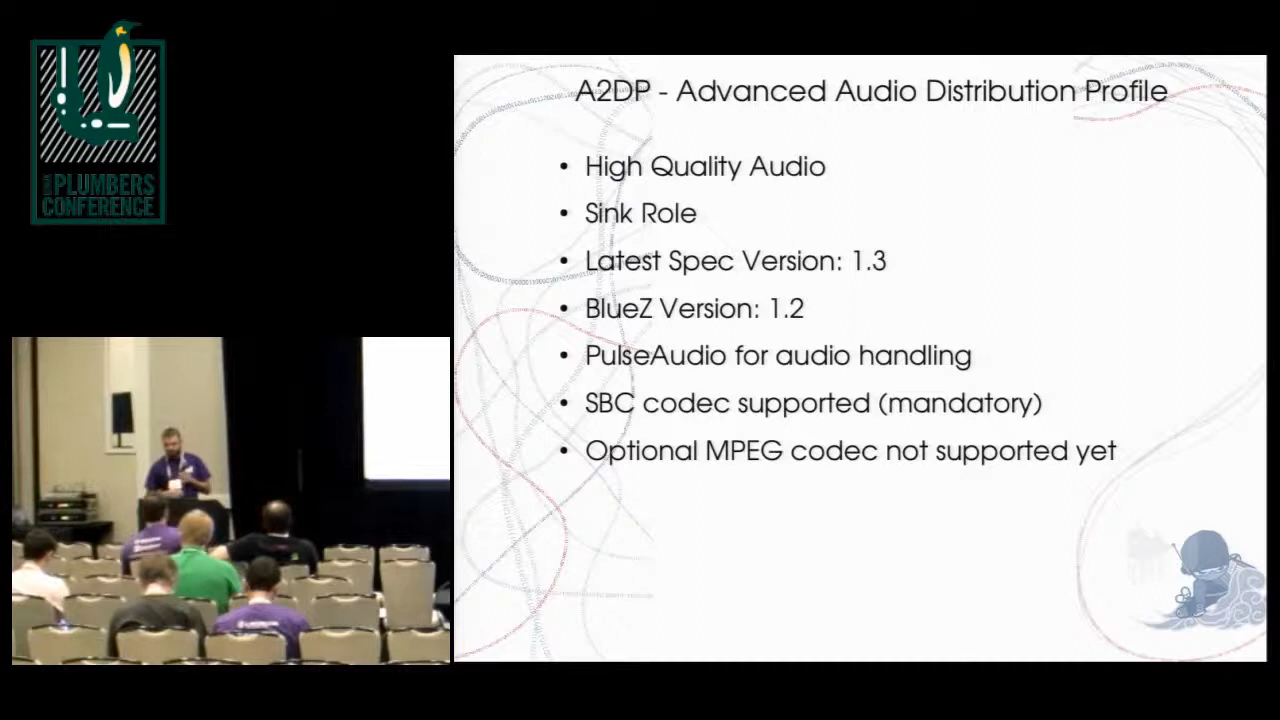 PLUMBERS
CONFERENCE
A2DP - Advanced Audio Distribution Profile
• High Quality Audio
• Sink Role
• Latest Spec Version: 1.3
• BlueZ Version: 1.2
• PulseAudio for audio handling
• SBC codec supported (mandatory)
• Optional MPEG codec not supported yet